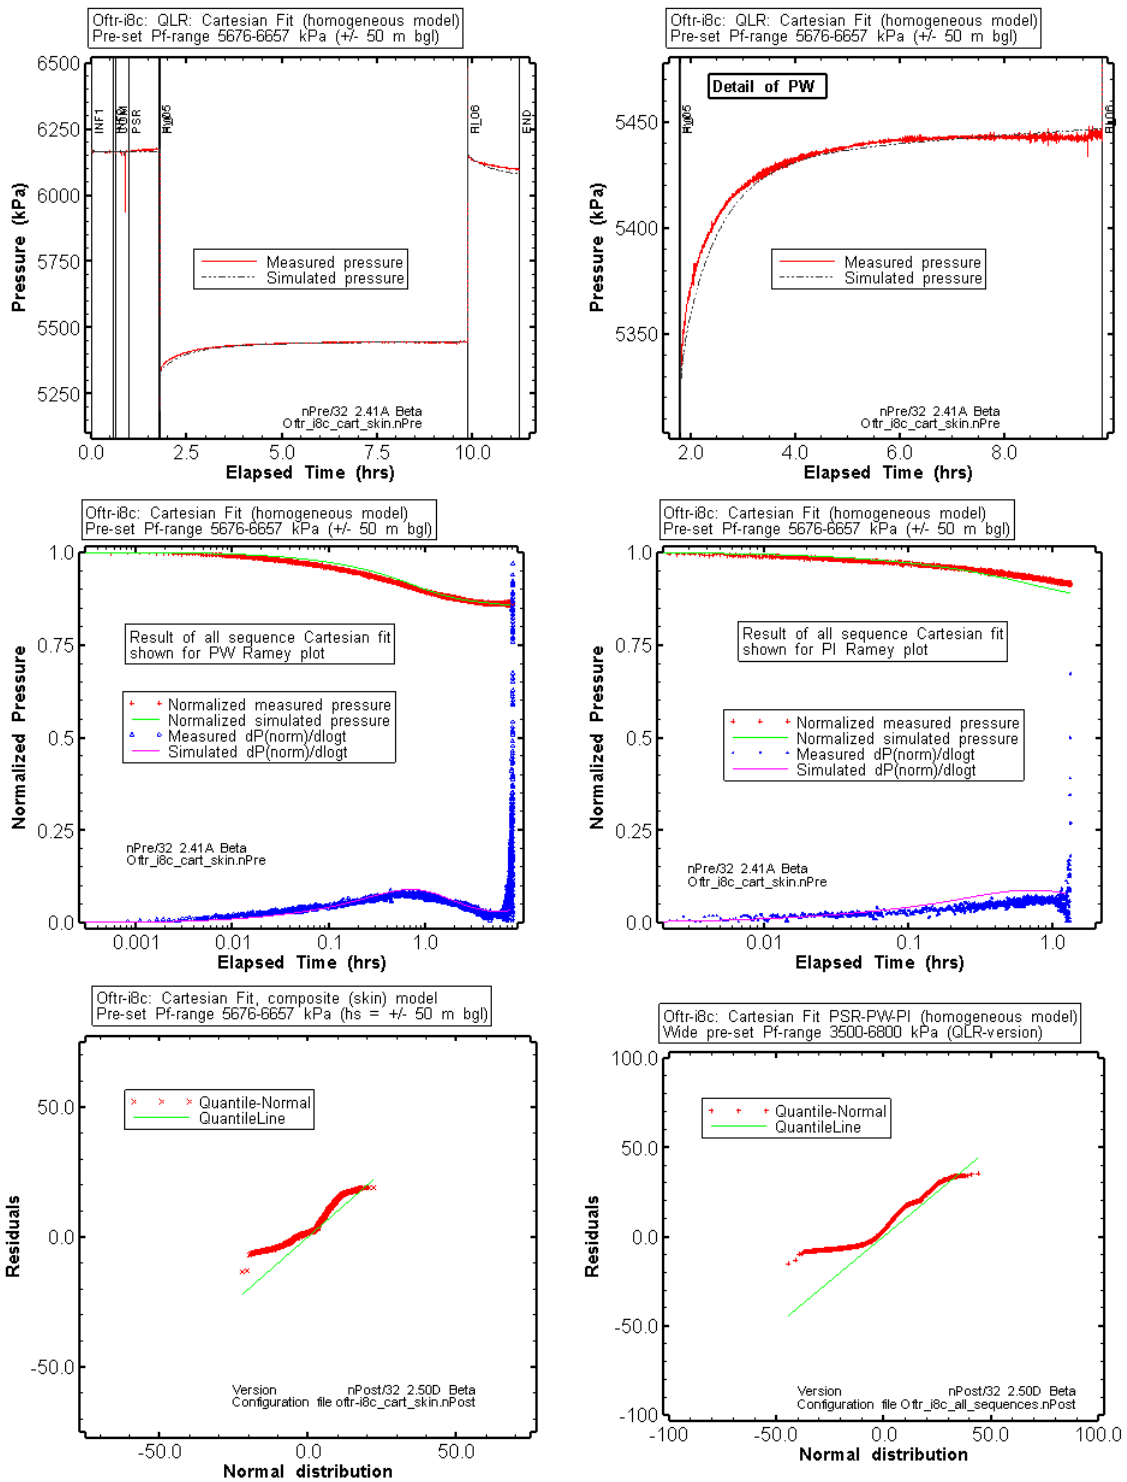 Oftr-i8c: QLR: Cartesian Fit (homogeneous model)
Pre-set Pf-range 5676-6657 kPa (+/- 50 m bgl)
6500
6250
6000
5750
5500
5250
Pressure (kPa)
INF1
PSR
RI_06
END
Measured pressure
Simulated pressure
nPre/32 2.41A Beta
Oftr_i8c_cart_skin.nPre
0.0
2.5
5.0
7.5
10.0
Elapsed Time (hrs)
Oftr-i8c: QLR: Cartesian Fit (homogeneous model)
Pre-set Pf-range 5676-6657 kPa (+/- 50 m bgl)
Detail of PW
5450
5400
5350
Pressure (kPa)
Measured pressure
Simulated pressure
nPre/32 2.41A Beta
Oftr_i8c_cart_skin.nPre
2.0
4.0
6.0
8.0
Elapsed Time (hrs)
Oftr-i8c: Cartesian Fit (homogeneous model)
Pre-set Pf-range 5676-6657 kPa (+/- 50 m bgl)
1.0
0.75
0.5
0.25
0.0
Normalized Pressure
Result of all sequence Cartesian fit
shown for PW Ramey plot
Normalized measured pressure
Normalized simulated pressure
Measured dP(norm)/dlogt
Simulated dP(norm)/dlogt
nPre/32 2.41A Beta
Oftr_i8c_cart_skin.nPre
0.001
0.01
0.1
1.0
Elapsed Time (hrs)
Oftr-i8c: Cartesian Fit (homogeneous model)
Pre-set Pf-range 5676-6657 kPa (+/- 50 m bgl)
1.0
0.75
0.5
0.25
0.0
Normalized Pressure
Result of all sequence Cartesian fit
shown for PI Ramey plot
Normalized measured pressure
Normalized simulated pressure
Measured dP(norm)/dlogt
Simulated dP(norm)/dlogt
nPre/32 2.41A Beta
Oftr_i8c_cart_skin.nPre
0.01
0.1
1.0
Elapsed Time (hrs)
Oftr-i8c: Cartesian Fit, composite (skin) model
Pre-set Pf-range 5676-6657 kPa (hs = +/- 50 m bgl)
50.0
0.0
-50.0
Residuals
Quantile-Normal
QuantileLine
Version nPost/32 2.50D Beta
Configuration file oftr-i8c_cart_skin.nPost
-50.0
0.0
50.0
Normal distribution
Oftr-i8c: Cartesian Fit PSR-PW-PI (homogeneous model)
Wide pre-set Pf-range 3500-6800 kPa (QLR-version)
100.0
50.0
0.0
-50.0
-100
Residuals
Quantile-Normal
QuantileLine
Version nPost/32 2.50D Beta
Configuration file Oftr_i8c_all_sequences.nPost
-100
-50.0
0.0
50.0
100.0
Normal distribution